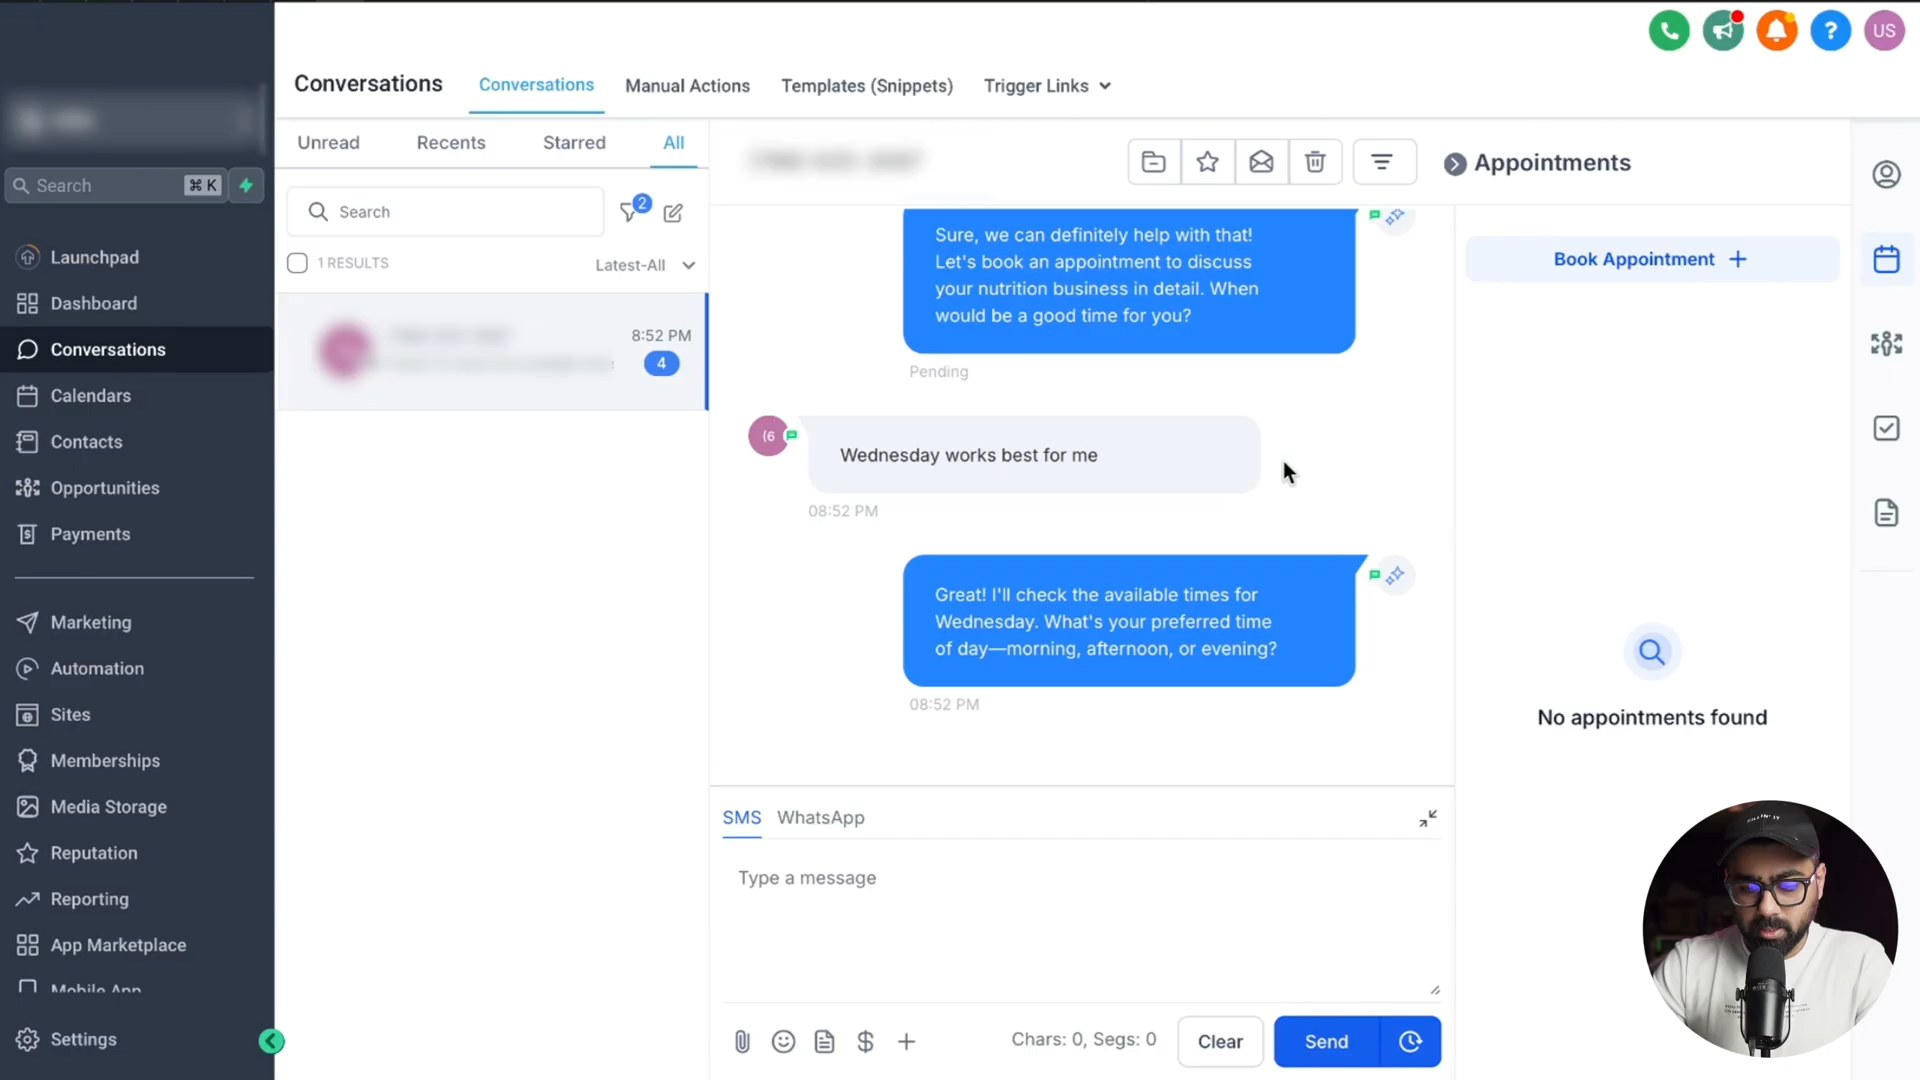 US
Conversations
Conversations
Manual Actions
Templates (Snippets)
Trigger Links
Search
⌘ K
Launchpad
Dashboard
Conversations
Calendars
Contacts
Opportunities
Payments
Marketing
Automation
Sites
Memberships
Media Storage
Reputation
Reporting
App Marketplace
Mobile App
Settings
Unread
Recents
Starred
All
Search
2
1 RESULTS
Latest-All
8:52 PM
4
Sure, we can definitely help with that!
Let's book an appointment to discuss
your nutrition business in detail. When
would be a good time for you?
Pending
(6
Wednesday works best for me
08:52 PM
Great! I'll check the available times for
Wednesday. What's your preferred time
of day—morning, afternoon, or evening?
08:52 PM
SMS
WhatsApp
Type a message
Chars: 0, Segs: 0
Clear
Send
Appointments
Book Appointment +
No appointments found